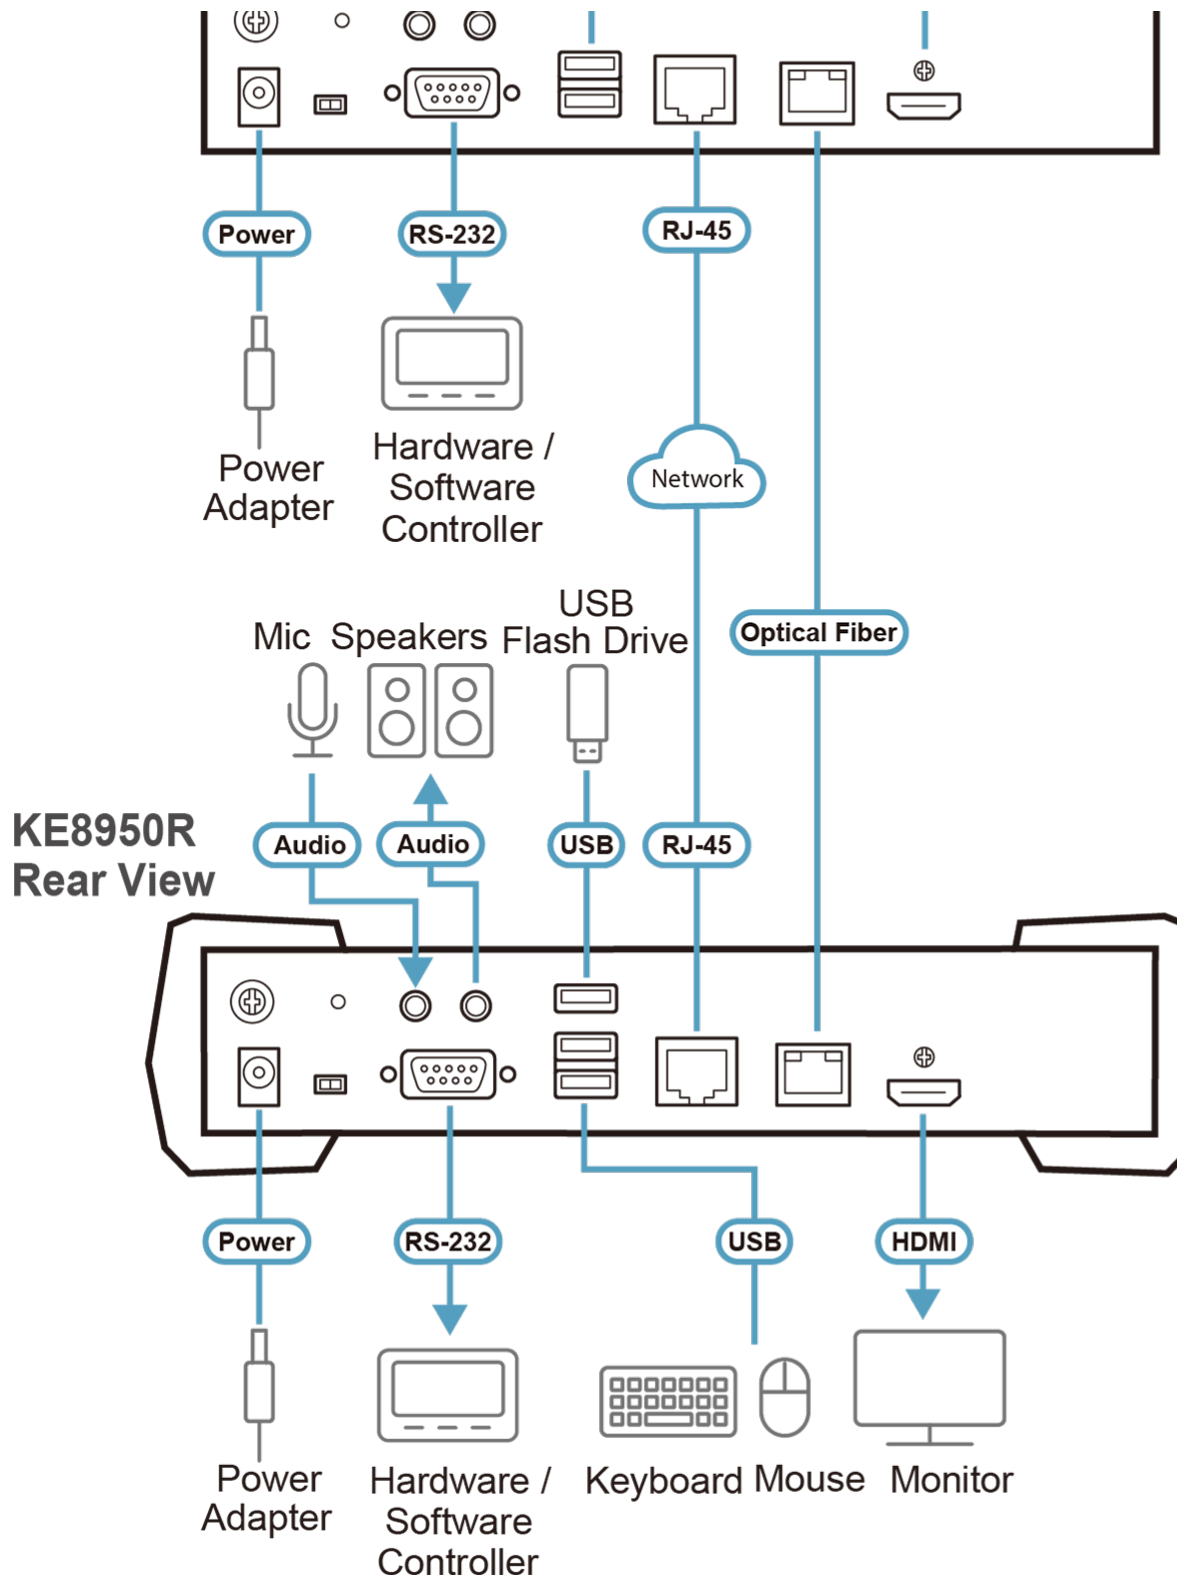 Power
RS-232
RJ-45
Hardware /
Software
Controller
Power
Adapter
Network
USB
Flash Drive
Mic
Speakers
Optical Fiber
KE8950R
Rear View
Audio
Audio
USB
RJ-45
Power
RS-232
USB
HDMI
Power
Adapter
Hardware /
Software
Controller
Keyboard
Mouse
Monitor